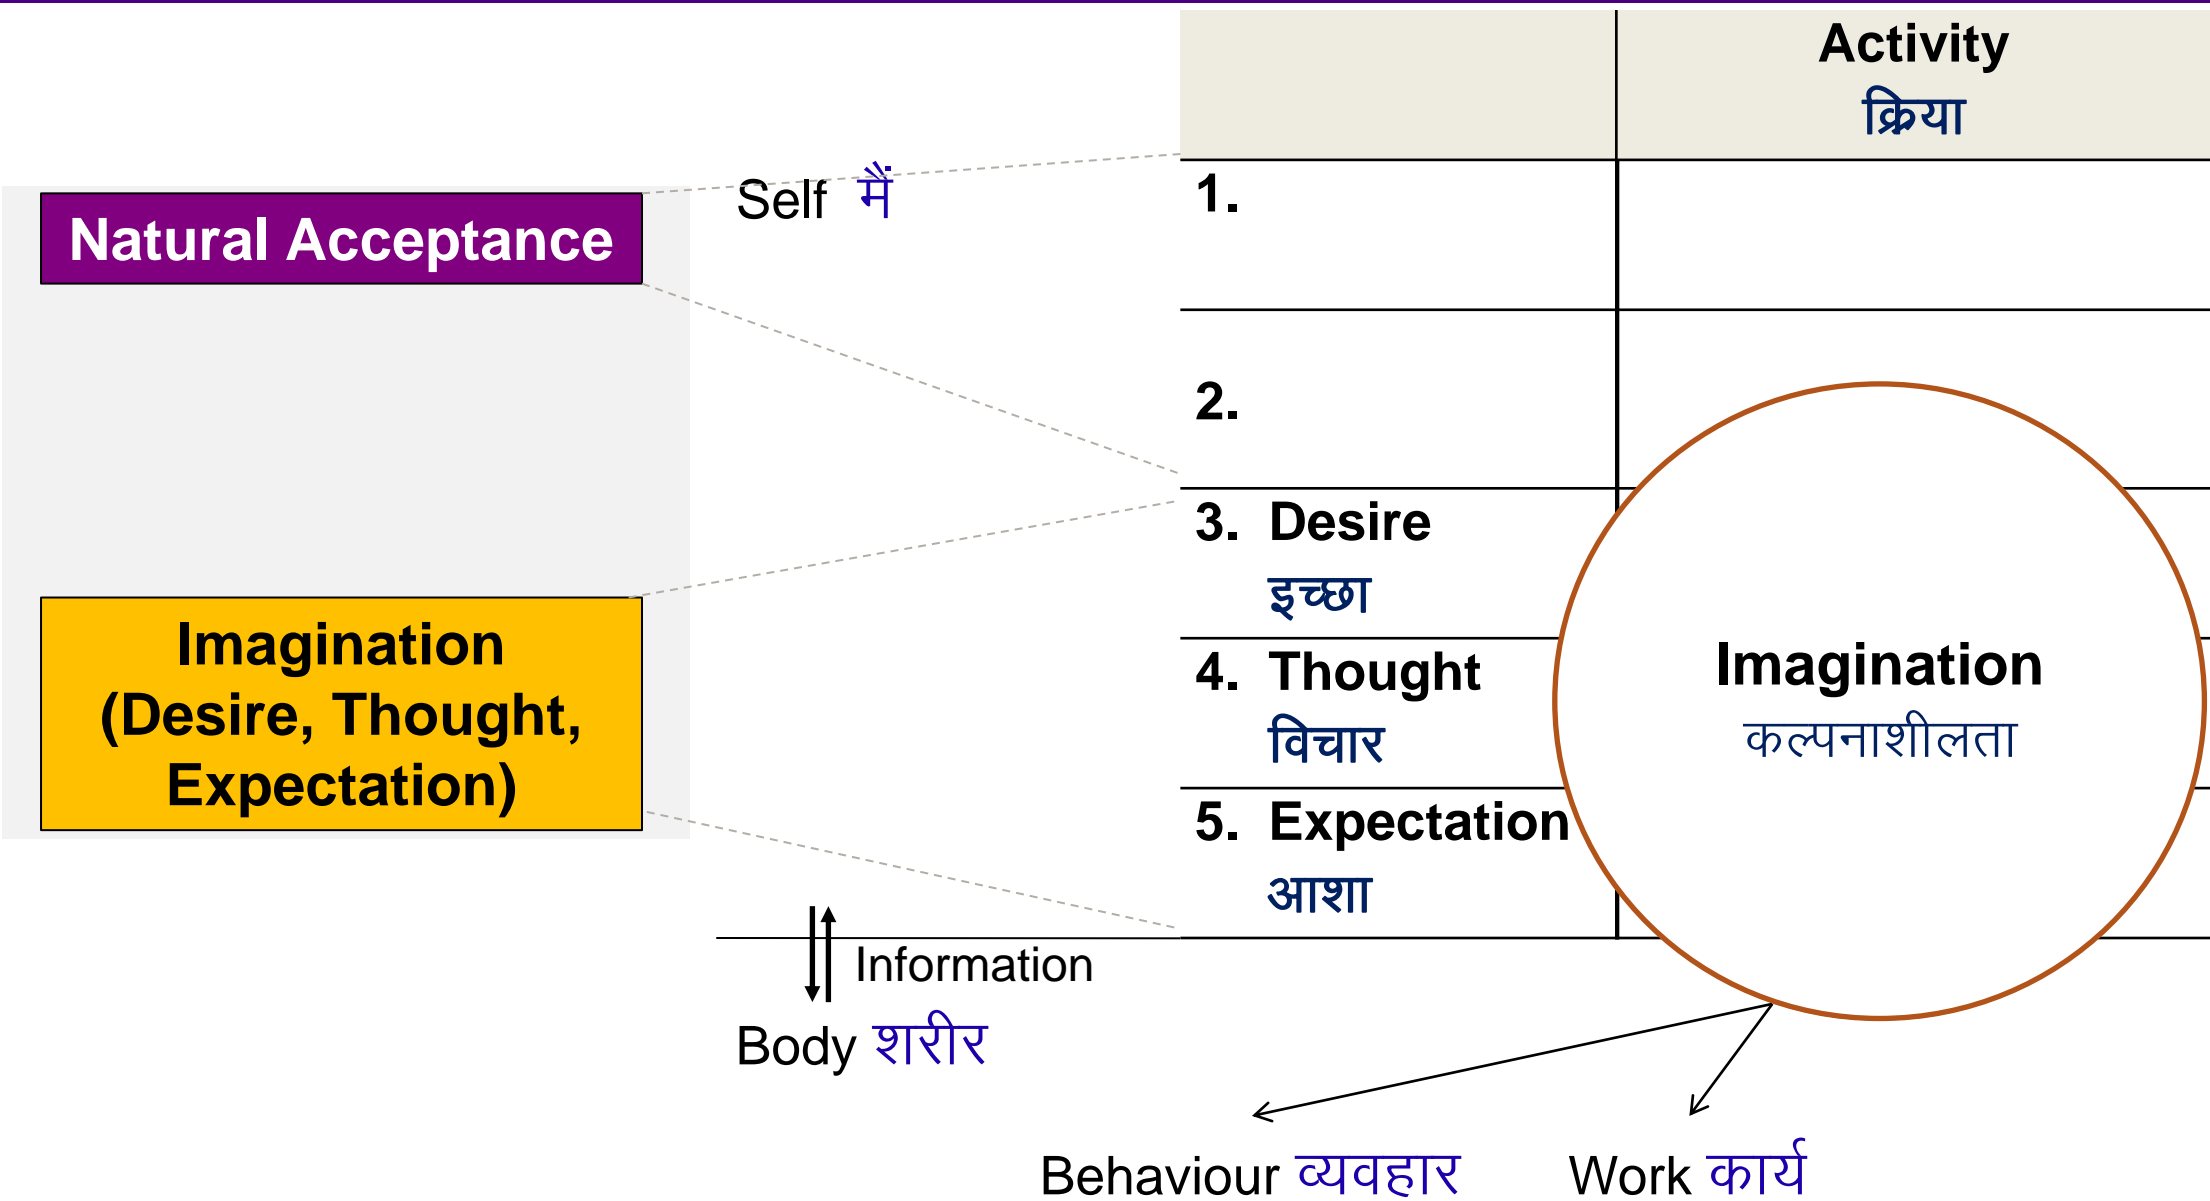 Activity
क्रिया
Self मैं
1.
Natural Acceptance
2.
3. Desire
इच्छा
Imagination
(Desire, Thought,
Expectation)
4. Thought
विचार
Imagination
कल्पनाशीलता
5. Expectation
आशा
Information
Body शरीर
Behaviour व्यवहार
Work कार्य